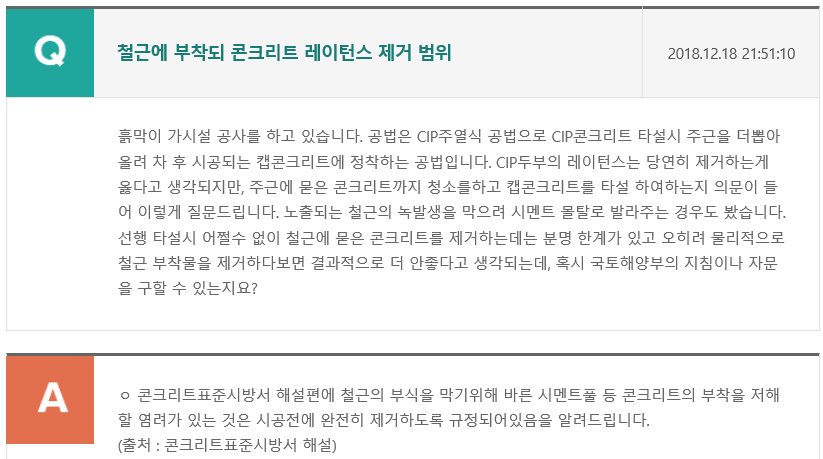 Q
철근에 부착되 콘크리트 레이턴스 제거 범위
2018.12.18 21:51:10
흙막이 가시설 공사를 하고 있습니다. 공법은 CIP주열식 공법으로 CIP콘크리트 타설시 주근을 더뽑아
올려 차 후 시공되는 캡콘크리트에 정착하는 공법입니다. CIP두부의 레이턴스는 당연히 제거하는게
옳다고 생각되지만, 주근에 묻은 콘크리트까지 청소를하고 캡콘크리트를 타설 하여하는지 의문이 들
어 이렇게 질문드립니다. 노출되는 철근의 녹발생을 막으려 시멘트 몰탈로 발라주는 경우도 봤습니다.
선행 타설시 어쩔수 없이 철근에 묻은 콘크리트를 제거하는데는 분명 한계가 있고 오히려 물리적으로
철근 부착물을 제거하다보면 결과적으로 더 안좋다고 생각되는데, 혹시 국토해양부의 지침이나 자문
을 구할 수 있는지요?
A
ㅇ 콘크리트표준시방서 해설편에 철근의 부식을 막기위해 바른 시멘트풀 등 콘크리트의 부착을 저해
할 염려가 있는 것은 시공전에 완전히 제거하도록 규정되어있음을 알려드립니다.
(출처 : 콘크리트표준시방서 해설)